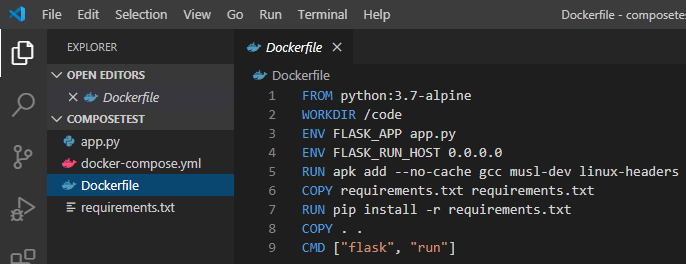 File Edit Selection View Go Run Terminal Help Dockerfile - composetes
EXPLORER
OPEN EDITORS
Dockerfile
COMPOSETEST
app.py
docker-compose.yml
Dockerfile
requirements.txt
Dockerfile
Dockerfile
1 FROM python:3.7-alpine
2 WORKDIR /code
3 ENV FLASK_APP app.py
4 ENV FLASK_RUN_HOST 0.0.0.0
5 RUN apk add --no-cache gcc musl-dev linux-headers
6 COPY requirements.txt requirements.txt
7 RUN pip install -r requirements.txt
8 COPY . .
9 CMD ["flask", "run"]